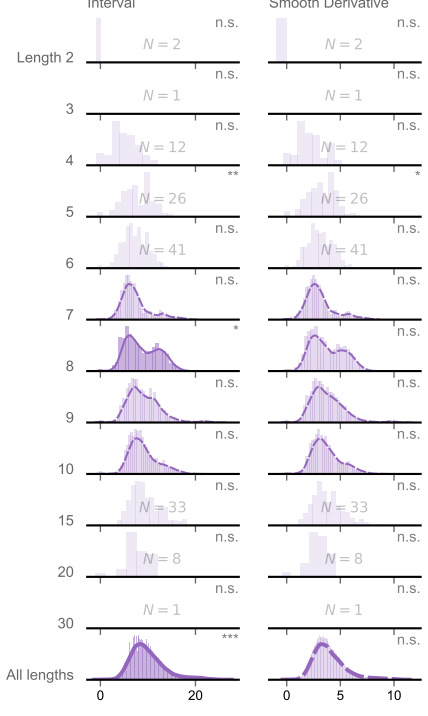 Interval Smooth Derivative
n.s. n.s.
Length 2 N = 2 N = 2
n.s. n.s.
3 N = 1 N = 1
n.s. n.s.
4 N = 12 N = 12
** *
5 N = 26 N = 26
n.s. n.s.
6 N = 41 N = 41
n.s. n.s.
7
* n.s.
8
n.s. n.s.
9
n.s. n.s.
10
n.s. n.s.
15 N = 33 N = 33
n.s. n.s.
20 N = 8 N = 8
n.s. n.s.
30 N = 1 N = 1
*** n.s.
All lengths
0 20 0 5 10